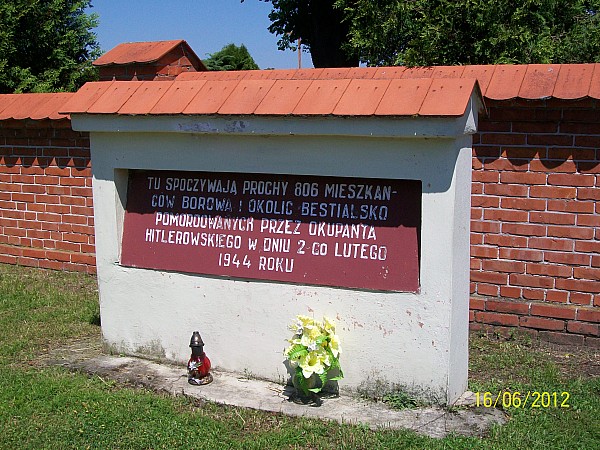 TU SPOCZYWAJĄ PROCHY 806 MIESZKAŃ-
CÓW BOROWA I OKOLIC BESTIALSKO
POMORDOWANYCH PRZEZ OKUPANTA
HITLEROWSKIEGO W DNIU 2-GO LUTEGO
1944 ROKU
16/06/2012